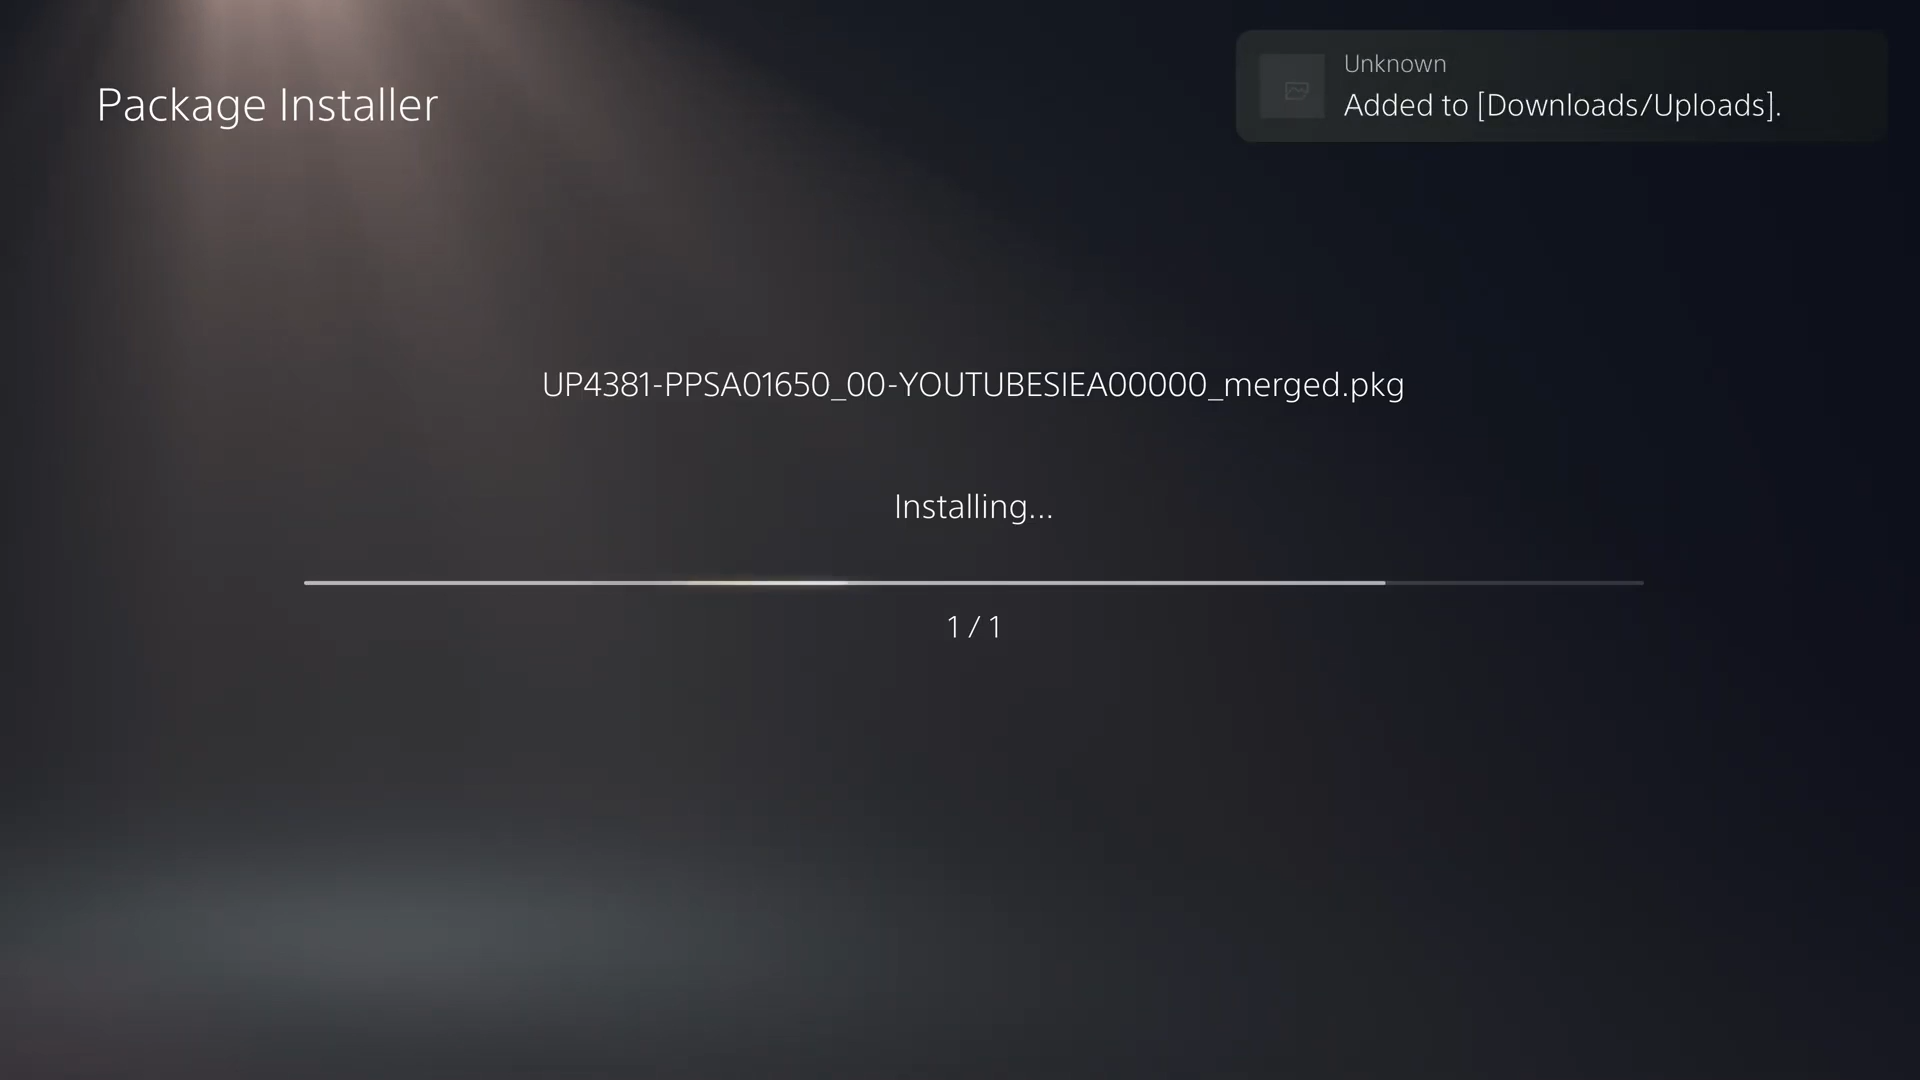 Package Installer
Unknown
Added to [Downloads/Uploads].
UP4381-PPSA01650_00-YOUTUBESIEA00000_merged.pkg
Installing...
1 / 1